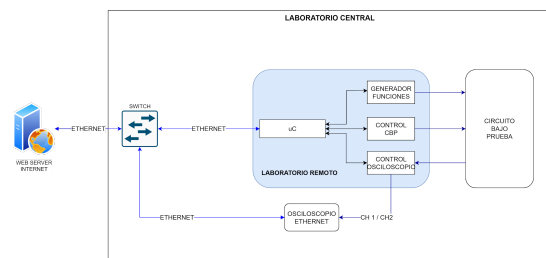 LABORATORIO CENTRAL
SWITCH
GENERADOR
FUNCIONES
ETHERNET
ETHERNET
uC
CONTROL
CBP
CIRCUITO
BAJO
PRUEBA
WEB SERVER
INTERNET
CONTROL
OSCILOSCOPIO
LABORATORIO REMOTO
ETHERNET
OSCILOSCOPIO
ETHERNET
CH 1 / CH2